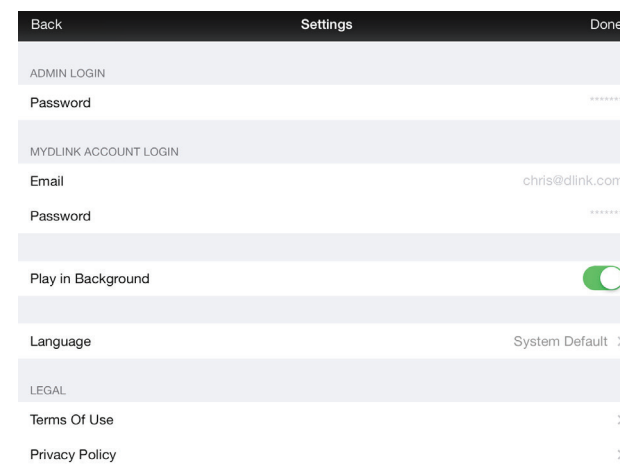 Back Settings Done
ADMIN LOGIN
Password ******
MYDLINK ACCOUNT LOGIN
Email chris@dlink.com
Password ******
Play in Background
Language System Default
LEGAL
Terms Of Use
Privacy Policy